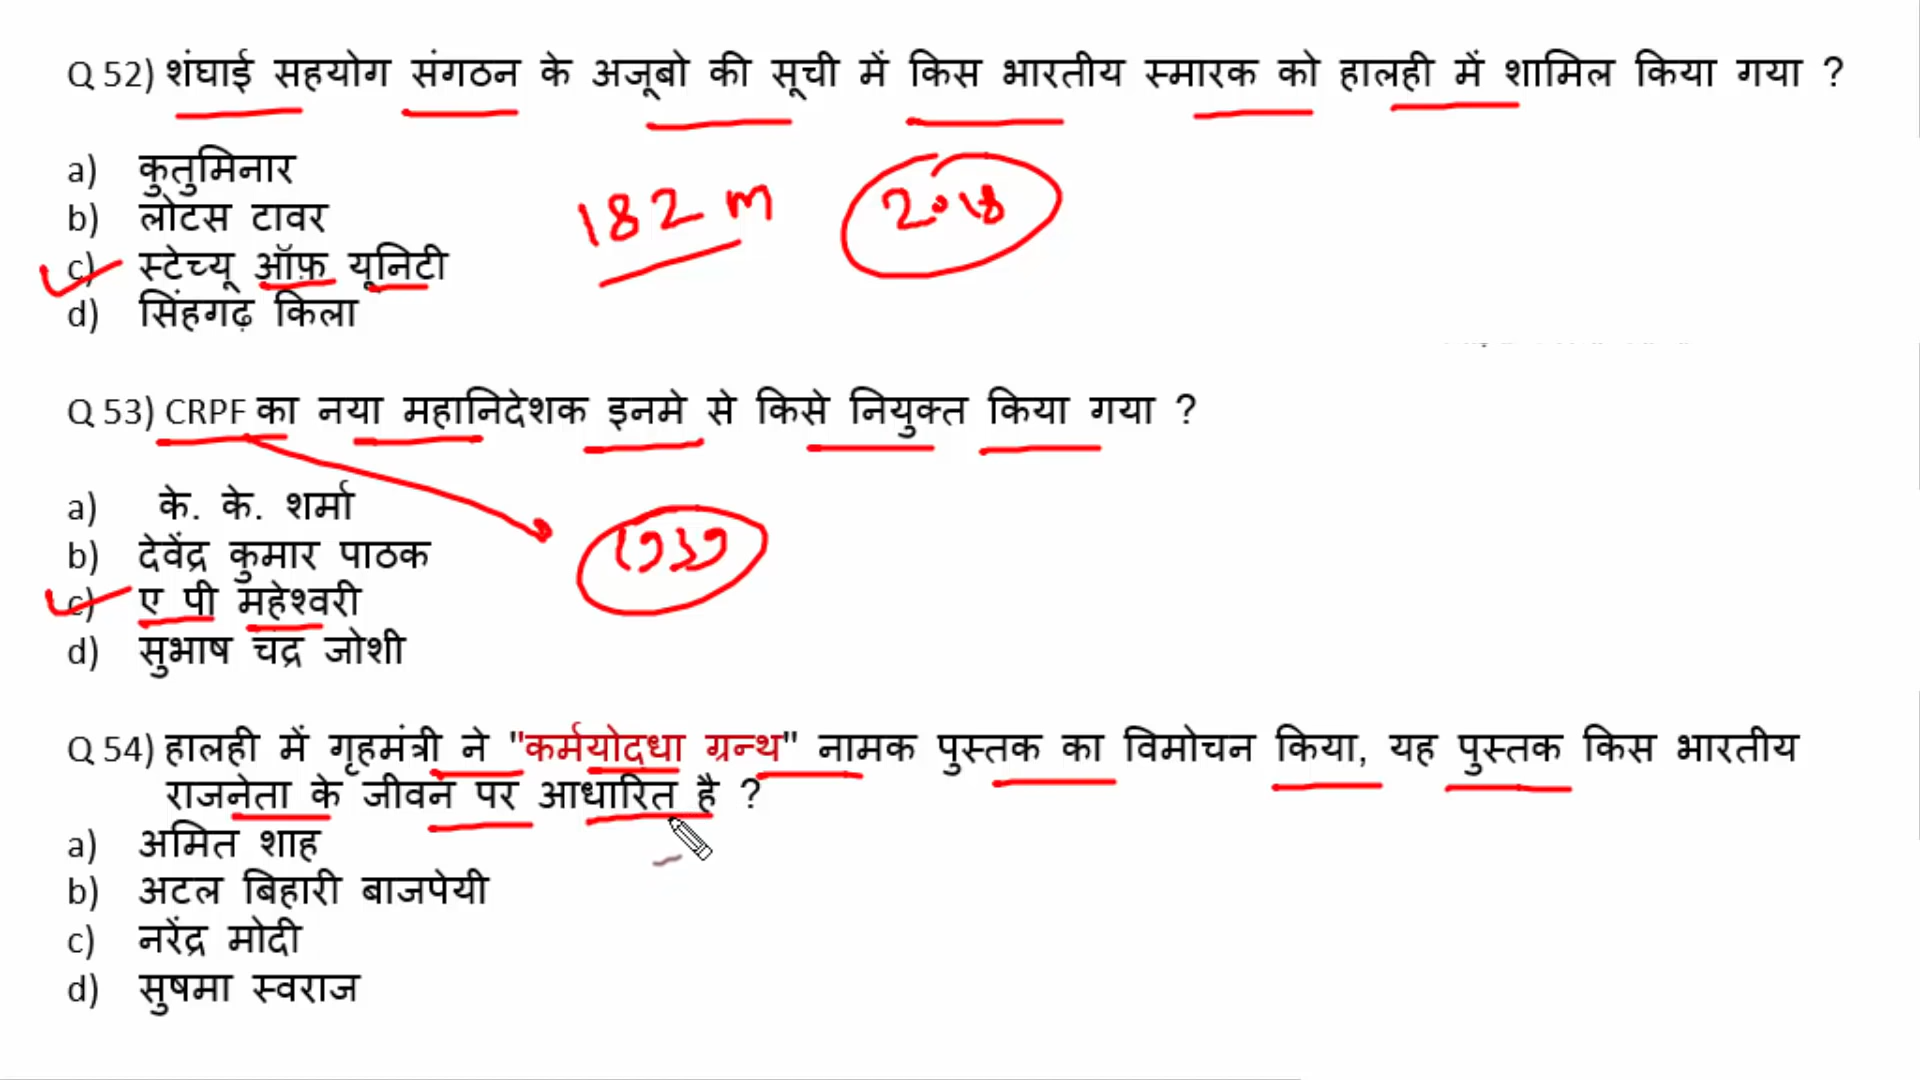 Q 52) शंघाई सहयोग संगठन के अजूबो की सूची में किस भारतीय स्मारक को हालही में शामिल किया गया ?
a) कुतुमिनार
b) लोटस टावर
c) स्टेच्यू ऑफ़ यूनिटी
d) सिंहगढ़ किला
182 m
2018
Q 53) CRPF का नया महानिदेशक इनमे से किसे नियुक्त किया गया ?
a) के. के. शर्मा
b) देवेंद्र कुमार पाठक
c) ए पी महेश्वरी
d) सुभाष चद्र जोशी
1939
Q 54) हालही में गृहमंत्री ने "कर्मयोद्धा ग्रन्थ" नामक पुस्तक का विमोचन किया, यह पुस्तक किस भारतीय
राजनेता के जीवन पर आधारित है ?
a) अमित शाह
b) अटल बिहारी बाजपेयी
c) नरेंद्र मोदी
d) सुषमा स्वराज